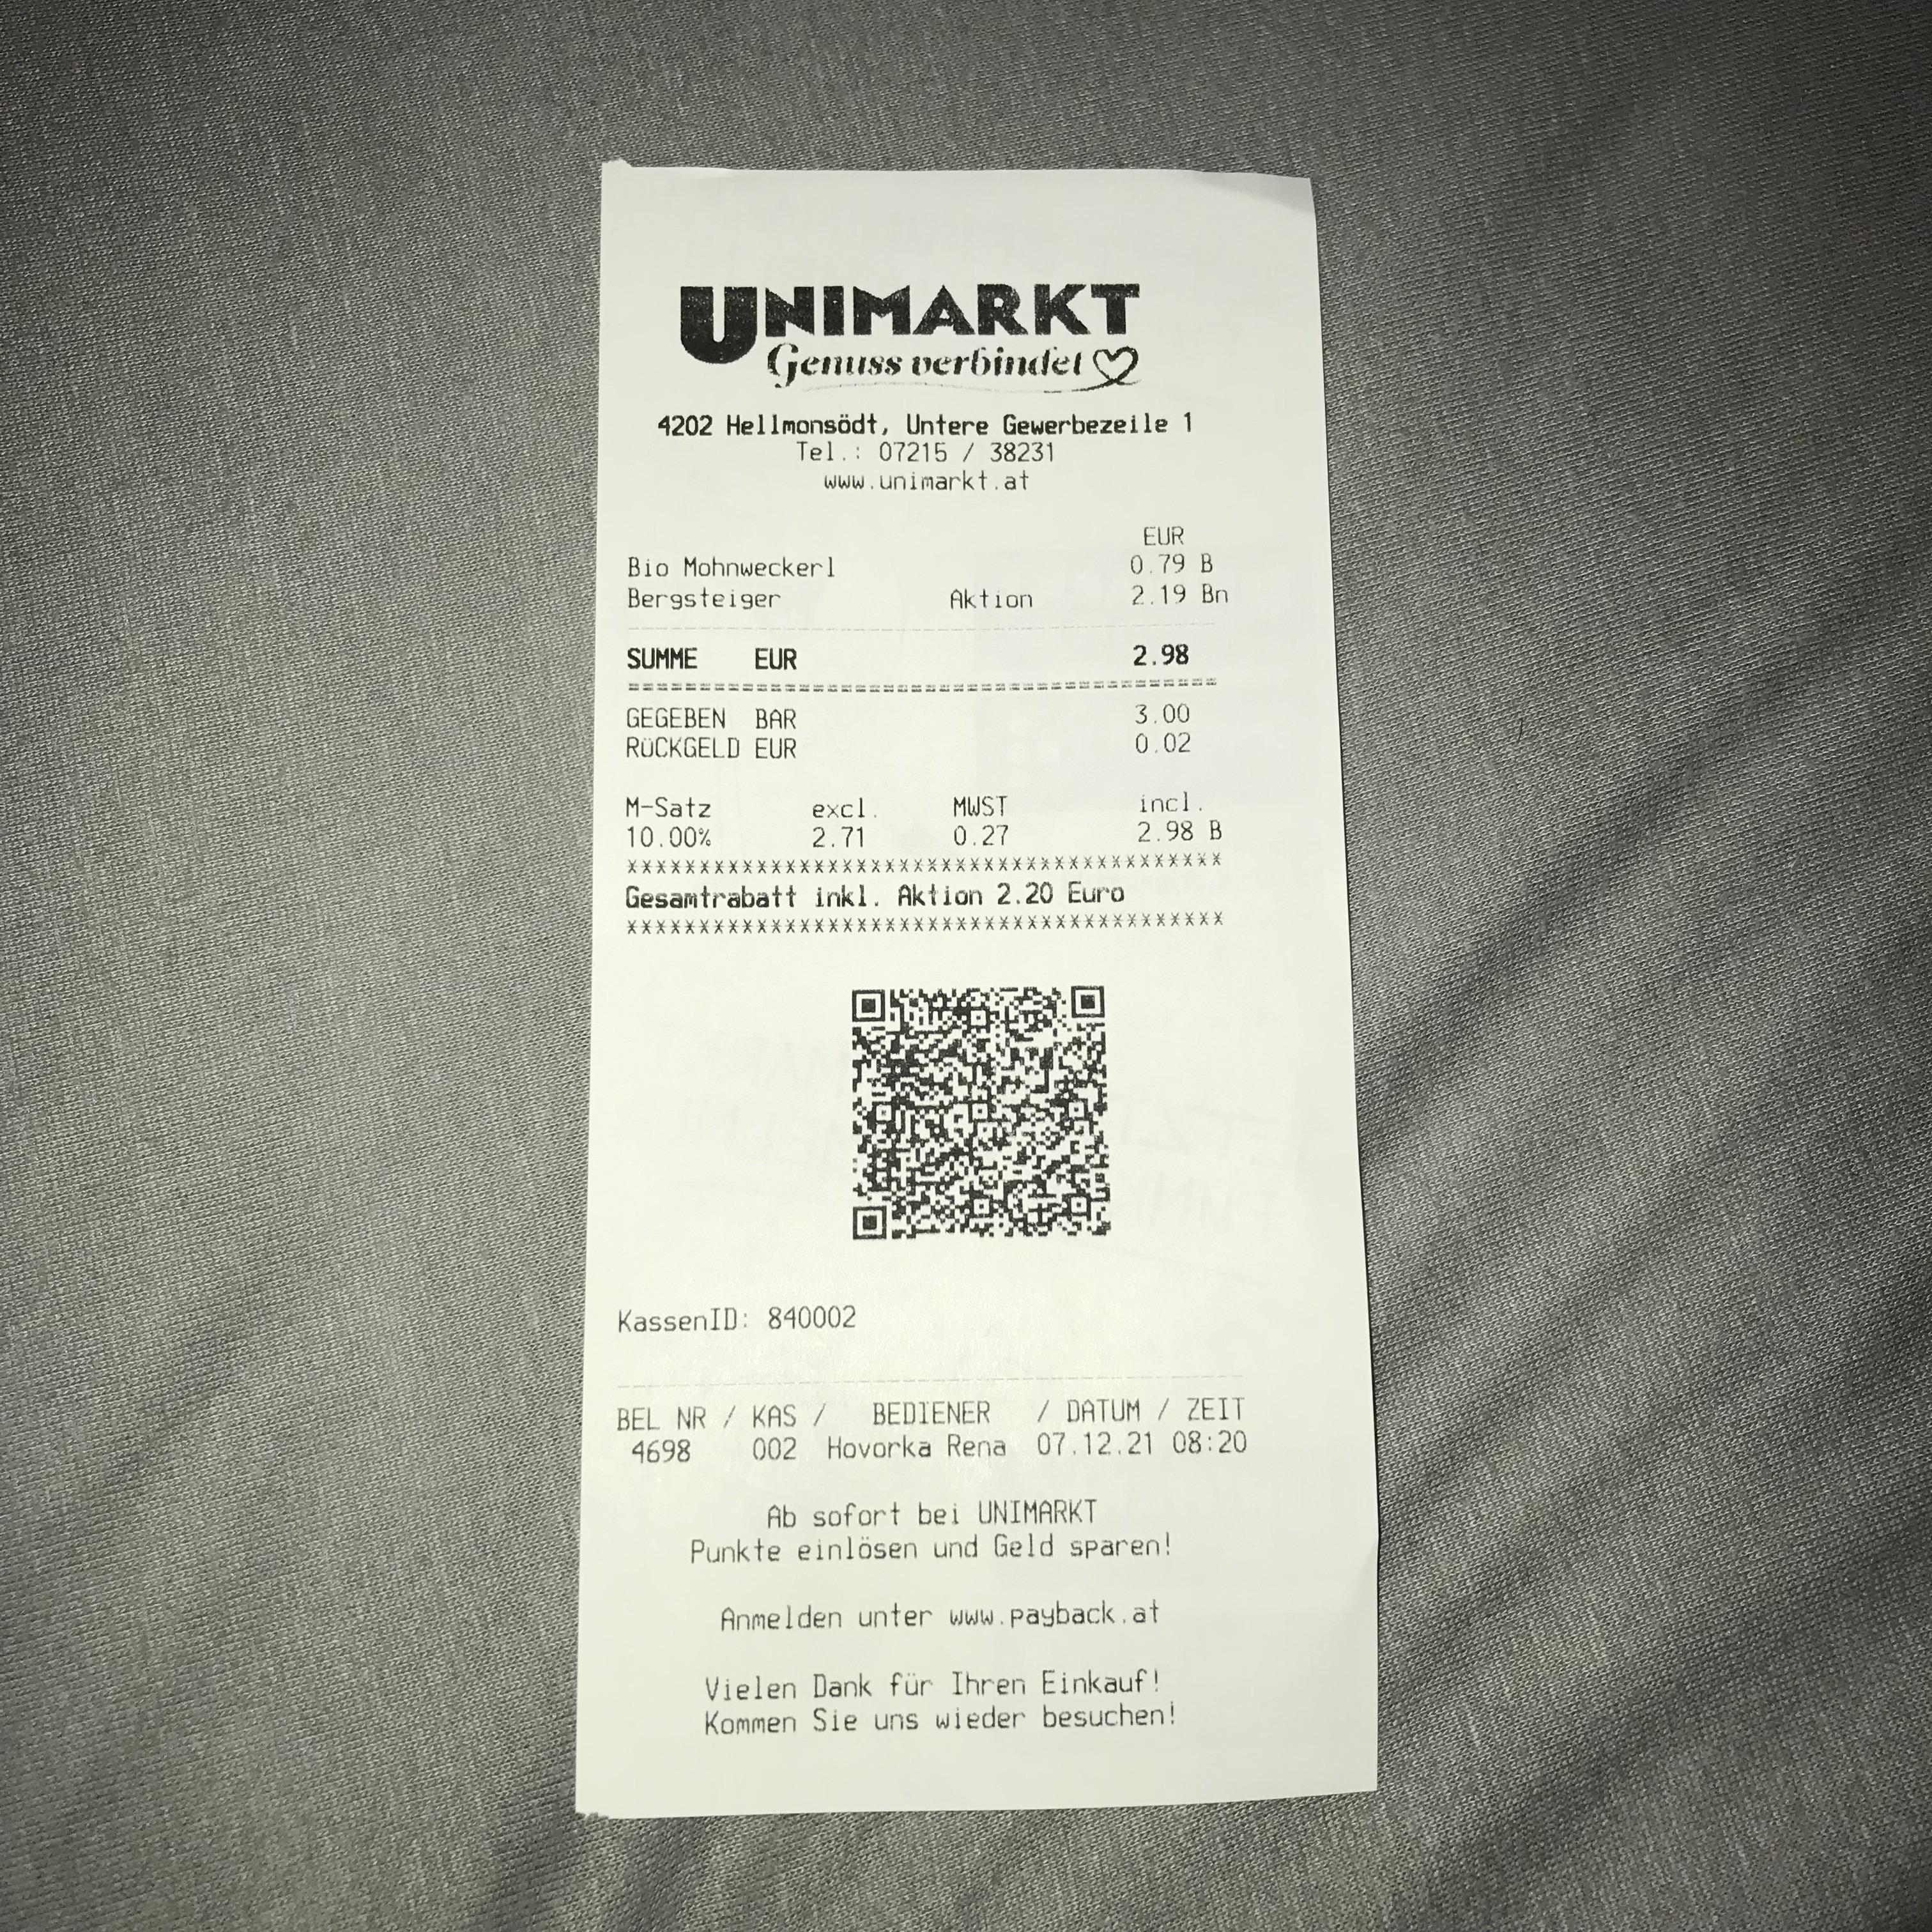 UNIMARKT
Genuss verbindet
4202 Hellmonsödt, Untere Gewerbezeile 1
Tel.: 07215 / 38231
www.unimarkt.at
EUR
Bio Mohnweckerl 0.79 B
Bergsteiger Aktion 2.19 Bn
SUMME EUR 2.98
GEGEBEN BAR 3.00
RüCKGELD EUR 0.02
M-Satz excl. MWST incl.
10.00% 2.71 0.27 2.98 B
******************************************
Gesamtrabatt inkl. Aktion 2.20 Euro
******************************************
KassenID: 840002
BEL NR / KAS / BEDIENER / DATUM / ZEIT
4698 002 Hovorka Rena 07.12.21 08:20
Ab sofort bei UNIMARKT
Punkte einlösen und Geld sparen!
Anmelden unter www.payback.at
Vielen Dank für Ihren Einkauf!
Kommen Sie uns wieder besuchen!